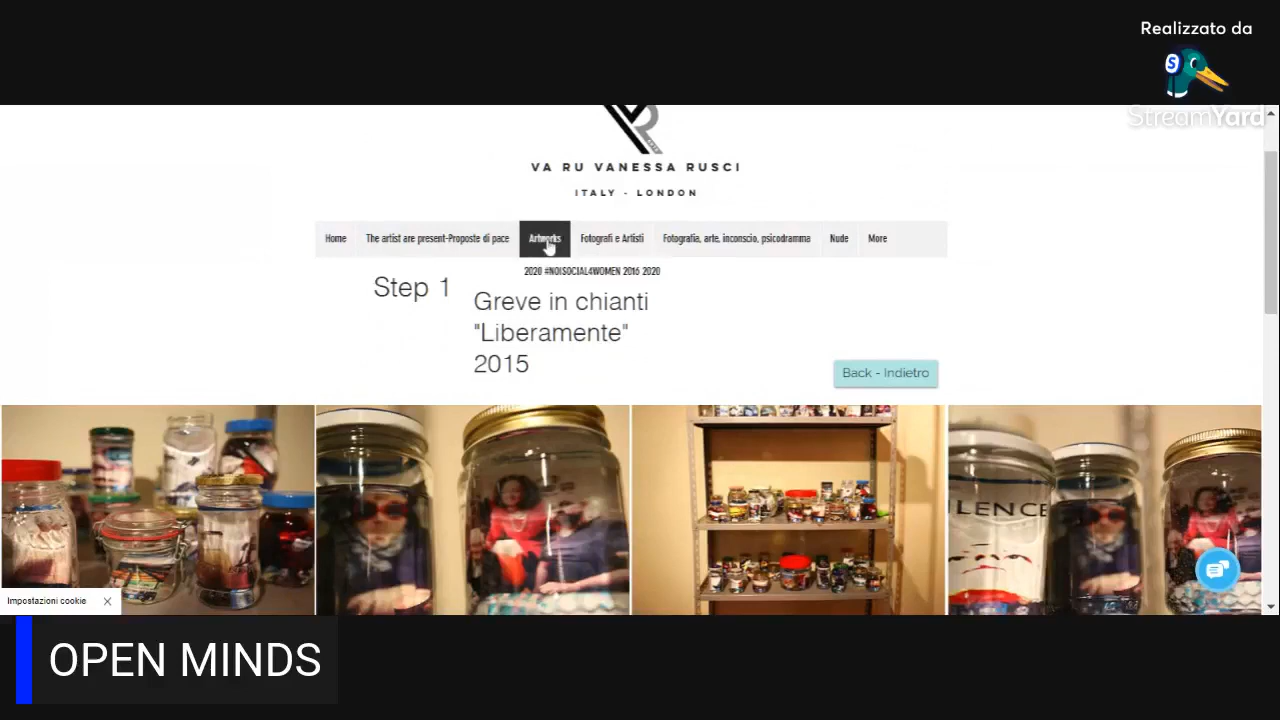 Realizzato da
S
StreamYard
VR
VA RU VANESSA RUSCI
ITALY - LONDON
Home The artist are present-Proposte di pace Artworks Fotografi e Artisti Fotografia, arte, inconscio, psicodramma Nude More
2020 #NOISOCIAL4WOMEN 2016 2020
Step 1
Greve in chianti
"Liberamente"
2015
Back - Indietro
ILENCE
Impostazioni cookie
OPEN MINDS